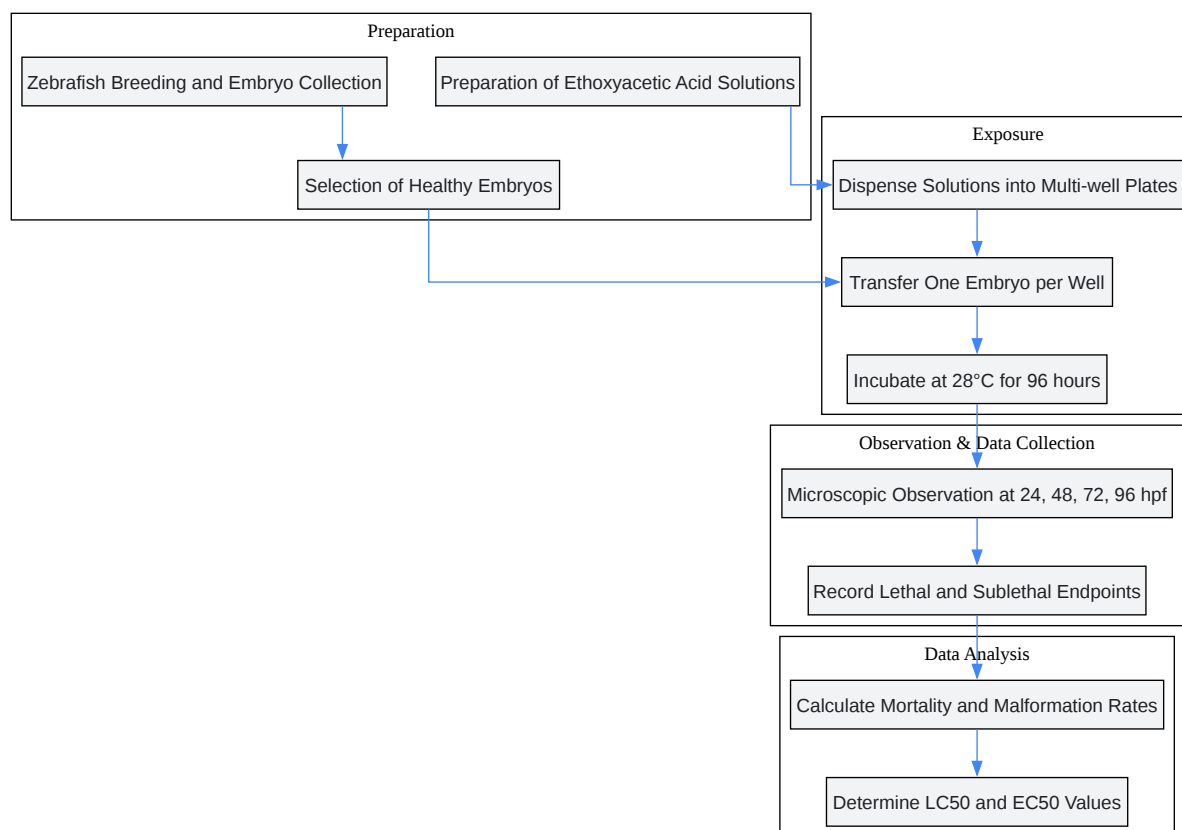 Preparation
Zebrafish Breeding and Embryo Collection
Preparation of Ethoxyacetic Acid Solutions
Selection of Healthy Embryos
Exposure
Dispense Solutions into Multi-well Plates
Transfer One Embryo per Well
Incubate at 28°C for 96 hours
Observation & Data Collection
Microscopic Observation at 24, 48, 72, 96 hpf
Record Lethal and Sublethal Endpoints
Data Analysis
Calculate Mortality and Malformation Rates
Determine LC50 and EC50 Values